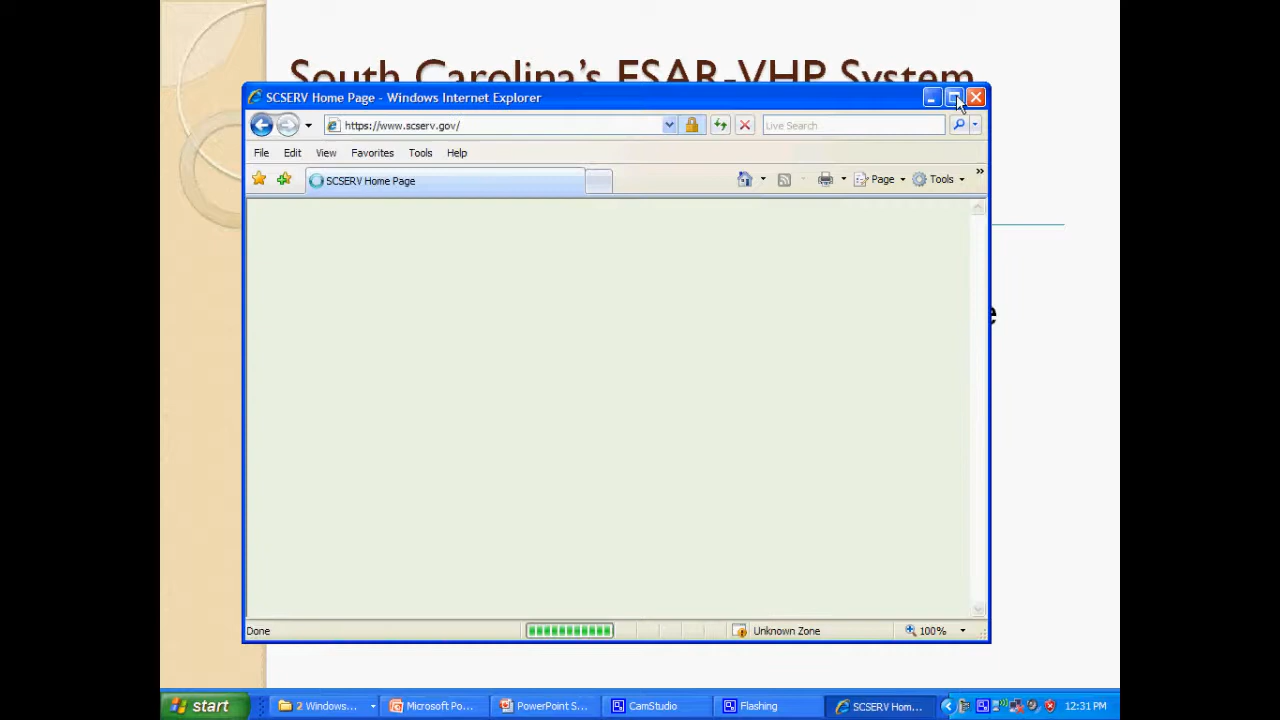 South Carolina's ESAR-VHP System
SCSERV Home Page - Windows Internet Explorer
https://www.scserv.gov/
Live Search
File Edit View Favorites Tools Help
SCSERV Home Page
Page Tools »
e
Done
Unknown Zone
100%
start
2 Windows...
Microsoft Po...
PowerPoint S...
CamStudio
Flashing
SCSERV Hom...
12:31 PM